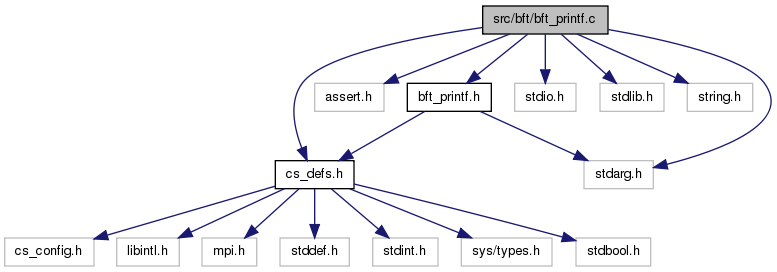 src/bft/bft_printf.c
assert.h
bft_printf.h
stdio.h
stdlib.h
string.h
cs_defs.h
stdarg.h
cs_config.h
libintl.h
mpi.h
stddef.h
stdint.h
sys/types.h
stdbool.h